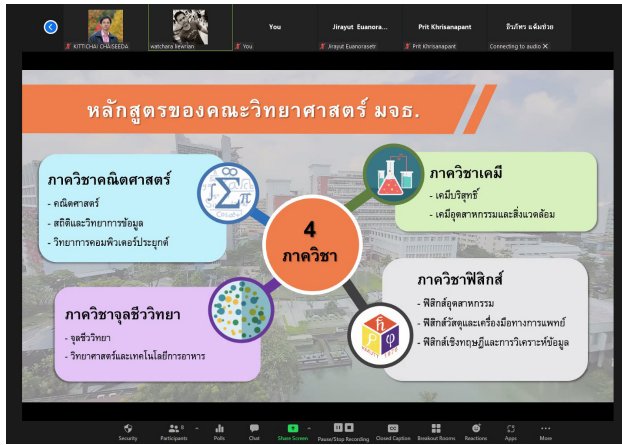 You
Jirayut Euanora...
Prit Khrisanapant
ธีรภัทร แต้มช่วย
KITTICHAI CHAISEEDA
watchara liewrian
You
Jirayut Euanorasetr
Prit Khrisanapant
Connecting to audio
หลักสูตรของคณะวิทยาศาสตร์ มจธ.
ภาควิชาคณิตศาสตร์
- คณิตศาสตร์
- สถิติและวิทยาการข้อมูล
- วิทยาการคอมพิวเตอร์ประยุกต์
ภาควิชาเคมี
- เคมีบริสุทธิ์
- เคมีอุตสาหกรรมและสิ่งแวดล้อม
4
ภาควิชา
ภาควิชาจุลชีววิทยา
- จุลชีววิทยา
- วิทยาศาสตร์และเทคโนโลยีการอาหาร
ภาควิชาฟิสิกส์
- ฟิสิกส์อุตสาหกรรม
- ฟิสิกส์วัสดุและเครื่องมือทางการแพทย์
- ฟิสิกส์เชิงทฤษฎีและการวิเคราะห์ข้อมูล
8
Security
Participants
Polls
Chat
Share Screen
Pause/Stop Recording
Closed Caption
Breakout Rooms
Reactions
Apps
More